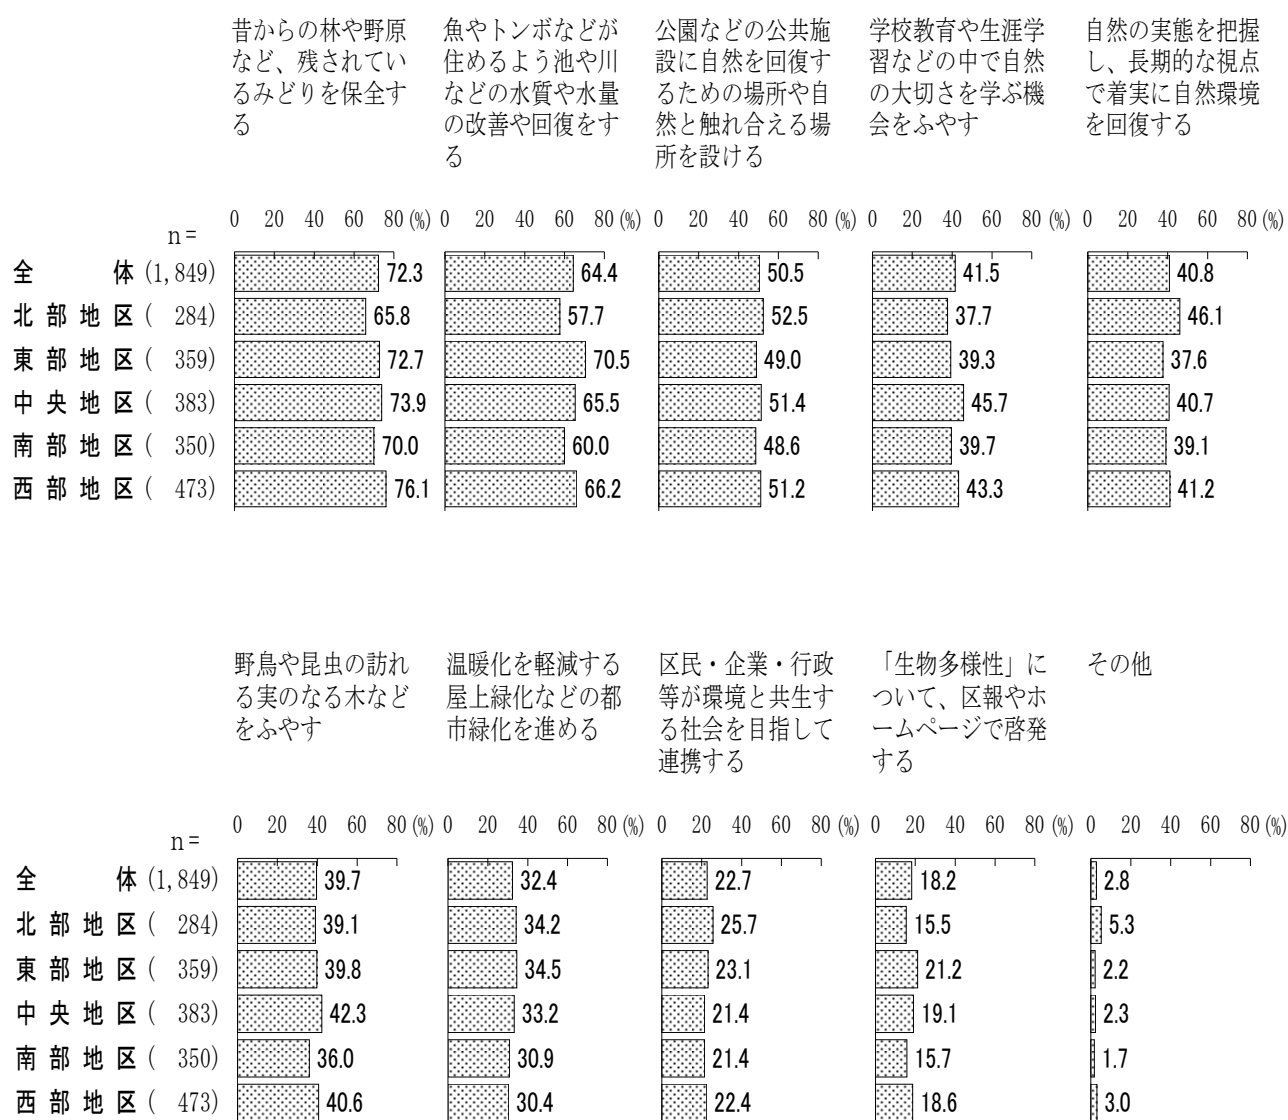 昔からの林や野原
など、残されてい
るみどりを保全す
る
魚やトンボなどが
住めるよう池や川
などの水質や水量
の改善や回復をす
る
公園などの公共施
設に自然を回復す
るための場所や自
然と触れ合える場
所を設ける
学校教育や生涯学
習などの中で自然
の大切さを学ぶ機
会をふやす
自然の実態を把握
し、長期的な視点
で着実に自然環境
を回復する
0 20 40 60 80 (%) 0 20 40 60 80 (%) 0 20 40 60 80 (%) 0 20 40 60 80 (%) 0 20 40 60 80 (%)
n=
全体 (1,849) 72.3 64.4 50.5 41.5 40.8
北部地区 ( 284) 65.8 57.7 52.5 37.7 46.1
東部地区 ( 359) 72.7 70.5 49.0 39.3 37.6
中央地区 ( 383) 73.9 65.5 51.4 45.7 40.7
南部地区 ( 350) 70.0 60.0 48.6 39.7 39.1
西部地区 ( 473) 76.1 66.2 51.2 43.3 41.2
野鳥や昆虫の訪れ
る実のなる木など
をふやす
温暖化を軽減する
屋上緑化などの都
市緑化を進める
区民・企業・行政
等が環境と共生す
る社会を目指して
連携する
「生物多様性」に
ついて、区報やホ
ームページで啓発
する
その他
0 20 40 60 80 (%) 0 20 40 60 80 (%) 0 20 40 60 80 (%) 0 20 40 60 80 (%) 0 20 40 60 80 (%)
n=
全体 (1,849) 39.7 32.4 22.7 18.2 2.8
北部地区 ( 284) 39.1 34.2 25.7 15.5 5.3
東部地区 ( 359) 39.8 34.5 23.1 21.2 2.2
中央地区 ( 383) 42.3 33.2 21.4 19.1 2.3
南部地区 ( 350) 36.0 30.9 21.4 15.7 1.7
西部地区 ( 473) 40.6 30.4 22.4 18.6 3.0